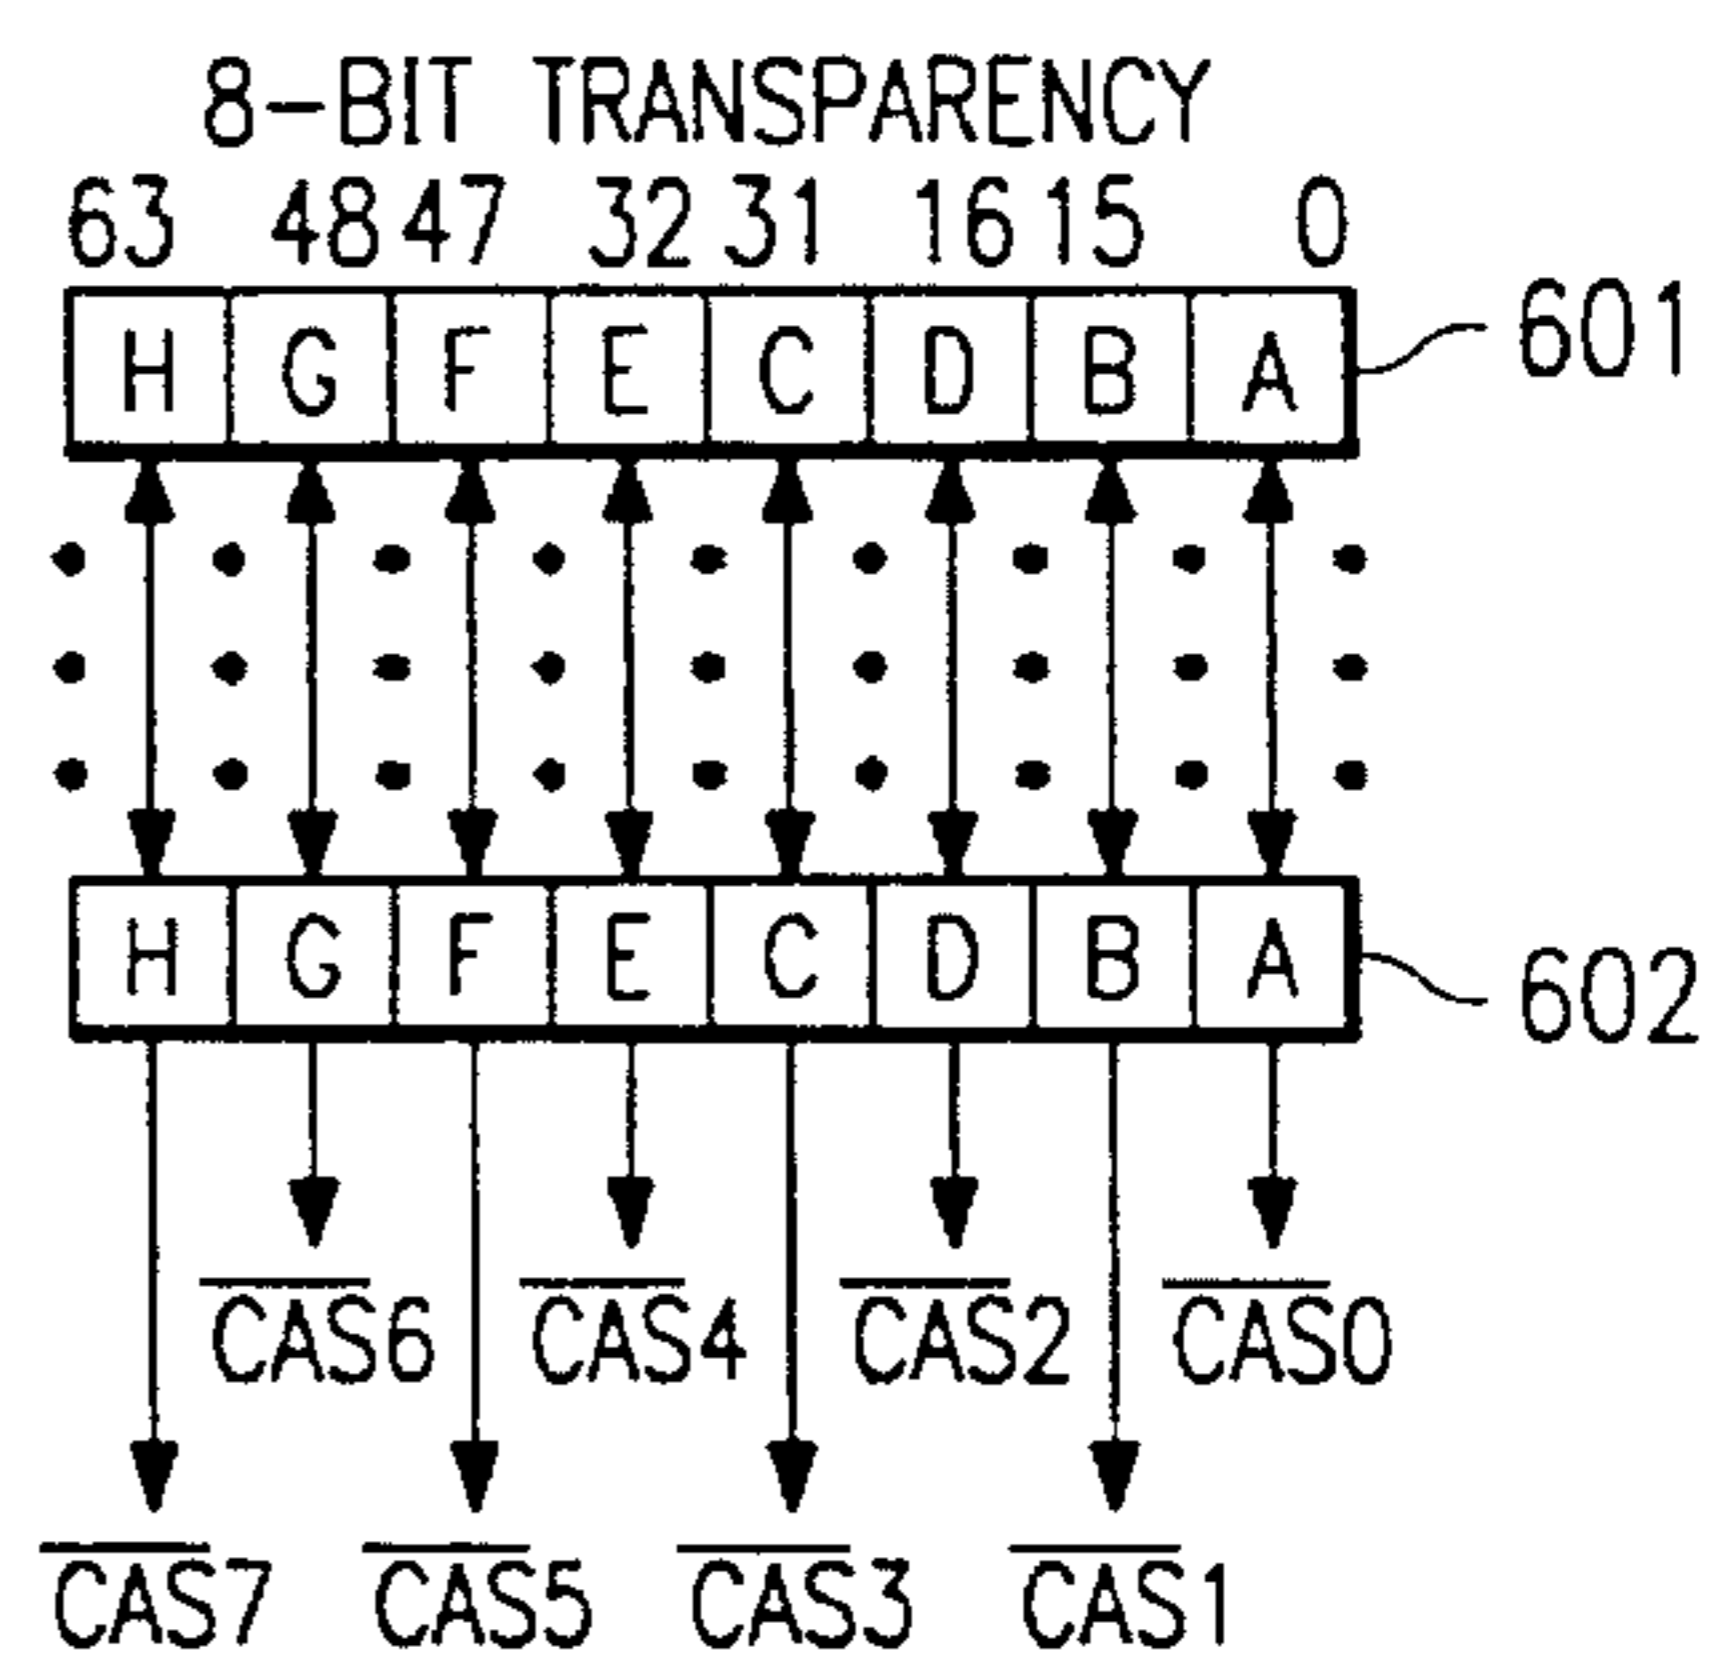 8-BIT TRANSPARENCY
63 48 47 32 31 16 15 0
H G F E C D B A 601
H G F E C D B A 602
CAS6 CAS4 CAS2 CAS0
CAS7 CAS5 CAS3 CAS1